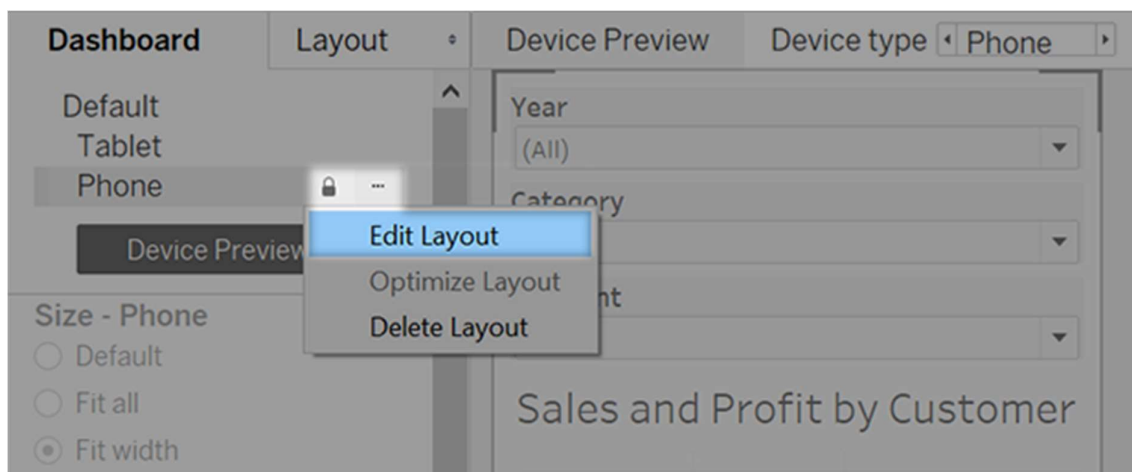 Dashboard Layout Device Preview Device type Phone
Default
Tablet
Phone
Device Preview
Size - Phone
Default
Fit all
Fit width
Edit Layout
Optimize Layout
Delete Layout
Year
(All)
Category
Sales and Profit by Customer